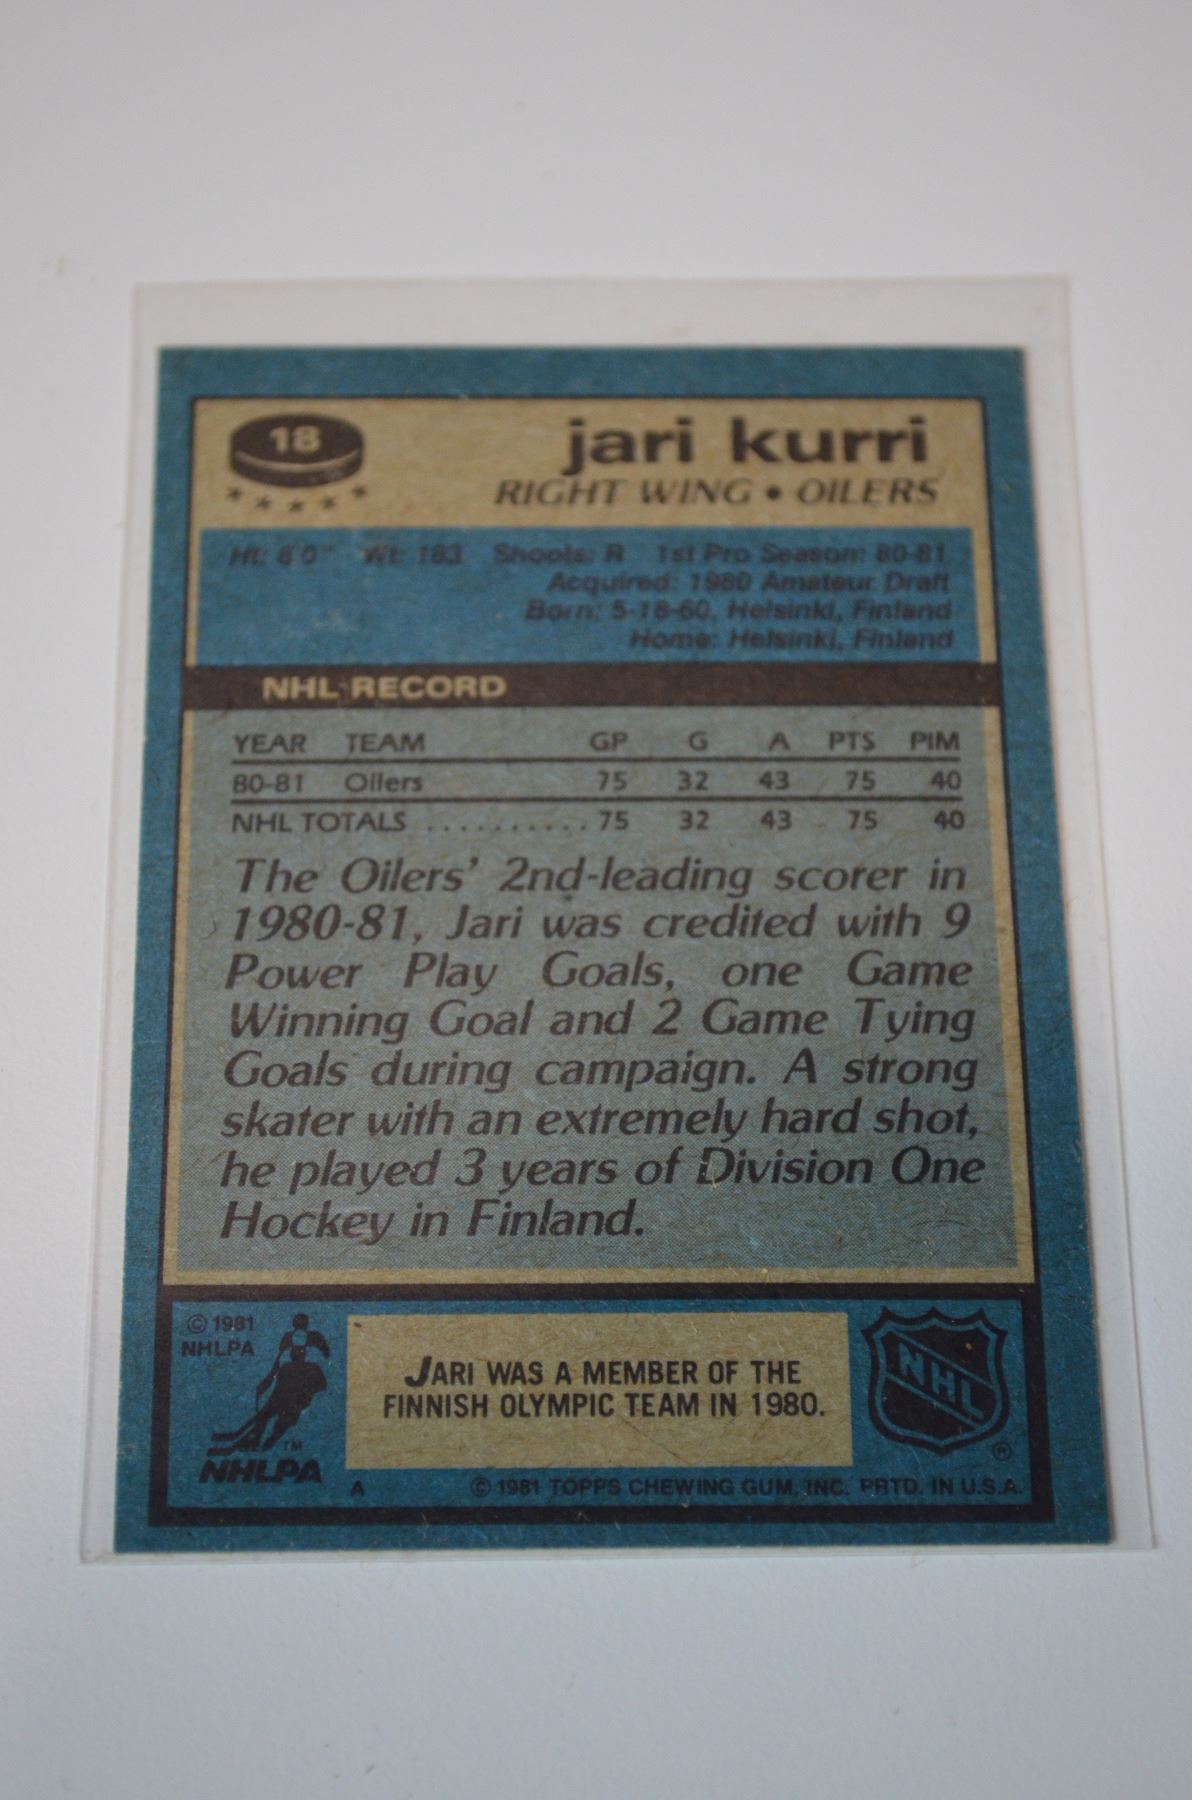 18
jari kurri
RIGHT WING • OILERS
Ht: 6'0" Wt: 183 Shoots: R 1st Pro Season: 80-81
Acquired: 1980 Amateur Draft
Born: 5-18-60, Helsinki, Finland
Home: Helsinki, Finland
NHL RECORD
YEAR TEAM GP G A PTS PIM
80-81 Oilers 75 32 43 75 40
NHL TOTALS .......... 75 32 43 75 40
The Oilers' 2nd-leading scorer in
1980-81, Jari was credited with 9
Power Play Goals, one Game
Winning Goal and 2 Game Tying
Goals during campaign. A strong
skater with an extremely hard shot,
he played 3 years of Division One
Hockey in Finland.
© 1981
NHLPA
JARI WAS A MEMBER OF THE
FINNISH OLYMPIC TEAM IN 1980.
NHL
®
TM
NHLPA
A
© 1981 TOPPS CHEWING GUM, INC. PRTD. IN U.S.A.